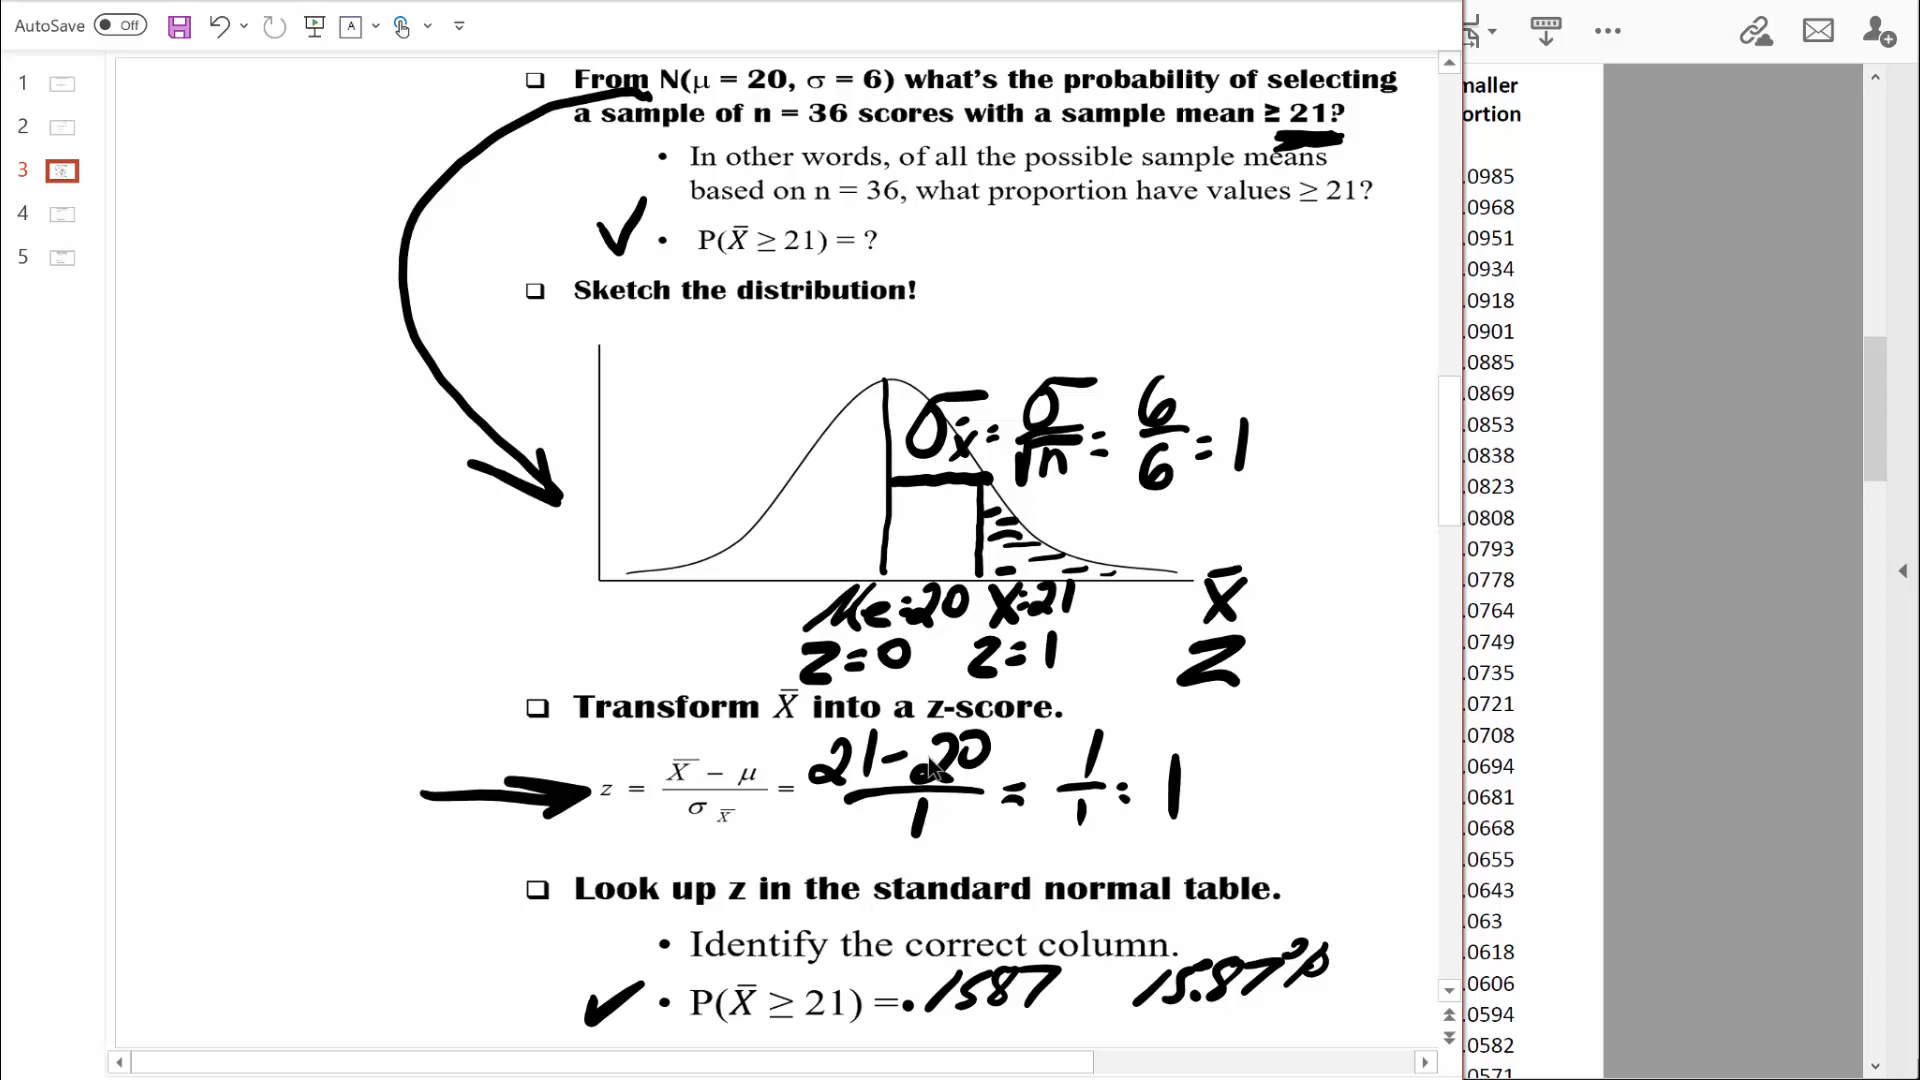 AutoSave Off
A
1
2
3
4
5
❑ From N(μ = 20, σ = 6) what's the probability of selecting
a sample of n = 36 scores with a sample mean ≥ 21?
• In other words, of all the possible sample means
based on n = 36, what proportion have values ≥ 21?
• P(X̅ ≥ 21) = ?
❑ Sketch the distribution!
σx̅ = σ/√n = 6/6 = 1
20 X̅=21 X̅
Z=0 Z=1 Z
❑ Transform X̅ into a z-score.
z = X̅ − μ / σ X̅ = 21-20 / 1 = 1/1 = 1
❑ Look up z in the standard normal table.
• Identify the correct column.
• P(X̅ ≥ 21) = .1587 15.87%
maller
ortion
.0985
.0968
.0951
.0934
.0918
.0901
.0885
.0869
.0853
.0838
.0823
.0808
.0793
.0778
.0764
.0749
.0735
.0721
.0708
.0694
.0681
.0668
.0655
.0643
.063
.0618
.0606
.0594
.0582
.0571